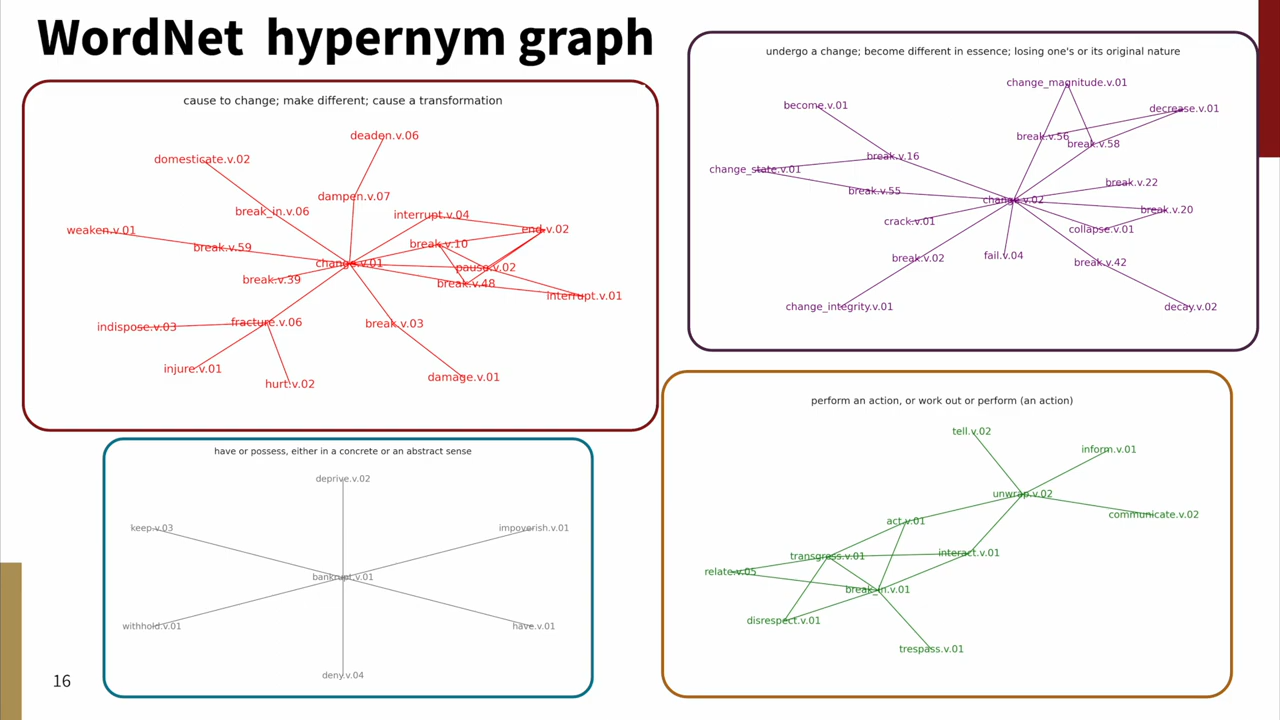 WordNet hypernym graph
cause to change; make different; cause a transformation
deaden.v.06
domesticate.v.02
dampen.v.07
break_in.v.06
interrupt.v.04
weaken.v.01
end.v.02
break.v.59
break.v.10
change.v.01
pause.v.02
break.v.39
break.v.48
interrupt.v.01
indispose.v.03
fracture.v.06
break.v.03
injure.v.01
hurt.v.02
damage.v.01
undergo a change; become different in essence; losing one's or its original nature
change_magnitude.v.01
become.v.01
decrease.v.01
break.v.56
break.v.58
break.v.16
change_state.v.01
break.v.22
break.v.55
change.v.02
break.v.20
crack.v.01
collapse.v.01
break.v.02
fail.v.04
break.v.42
change_integrity.v.01
decay.v.02
have or possess, either in a concrete or an abstract sense
deprive.v.02
keep.v.03
impoverish.v.01
bankrupt.v.01
withhold.v.01
have.v.01
deny.v.04
perform an action, or work out or perform (an action)
tell.v.02
inform.v.01
unwrap.v.02
communicate.v.02
act.v.01
transgress.v.01
interact.v.01
relate.v.05
break_in.v.01
disrespect.v.01
trespass.v.01
16